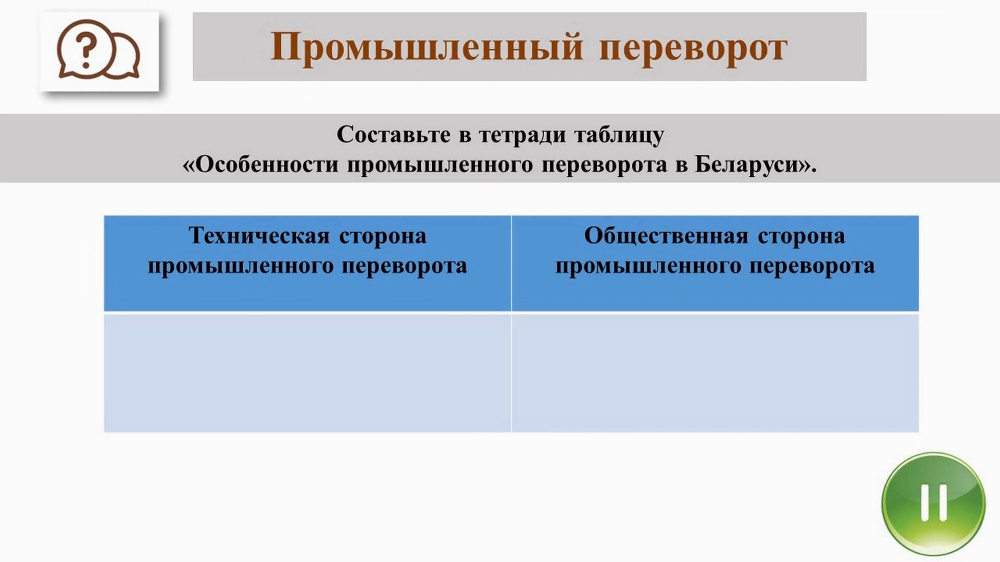 Промышленный переворот
Составьте в тетради таблицу
«Особенности промышленного переворота в Беларуси».
Техническая сторона
промышленного переворота
Общественная сторона
промышленного переворота